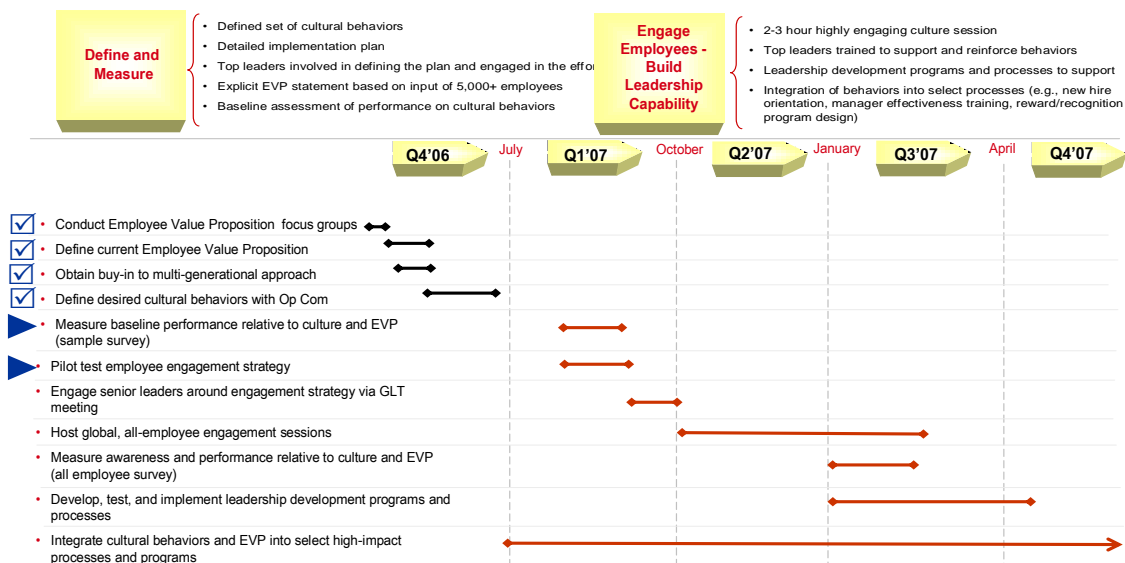 Define and
Measure
• Defined set of cultural behaviors
• Detailed implementation plan
• Top leaders involved in defining the plan and engaged in the effor
• Explicit EVP statement based on input of 5,000+ employees
• Baseline assessment of performance on cultural behaviors
Engage
Employees -
Build
Leadership
Capability
• 2-3 hour highly engaging culture session
• Top leaders trained to support and reinforce behaviors
• Leadership development programs and processes to support
• Integration of behaviors into select processes (e.g., new hire
orientation, manager effectiveness training, reward/recognition
program design)
Q4'06 July Q1'07 October Q2'07 January Q3'07 April Q4'07
• Conduct Employee Value Proposition focus groups
• Define current Employee Value Proposition
• Obtain buy-in to multi-generational approach
• Define desired cultural behaviors with Op Com
• Measure baseline performance relative to culture and EVP
(sample survey)
• Pilot test employee engagement strategy
• Engage senior leaders around engagement strategy via GLT
meeting
• Host global, all-employee engagement sessions
• Measure awareness and performance relative to culture and EVP
(all employee survey)
• Develop, test, and implement leadership development programs and
processes
• Integrate cultural behaviors and EVP into select high-impact
processes and programs